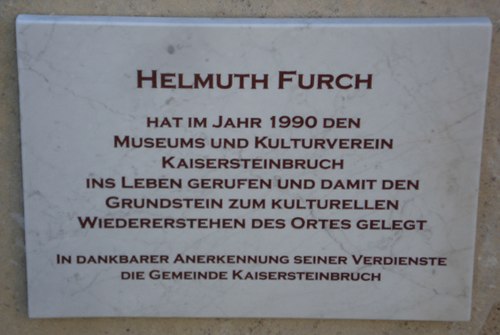 Helmuth Furch
hat im Jahr 1990 den
Museums und Kulturverein
Kaisersteinbruch
ins Leben gerufen und damit den
Grundstein zum kulturellen
Wiedererstehen des Ortes gelegt
In dankbarer Anerkennung seiner Verdienste
die Gemeinde Kaisersteinbruch